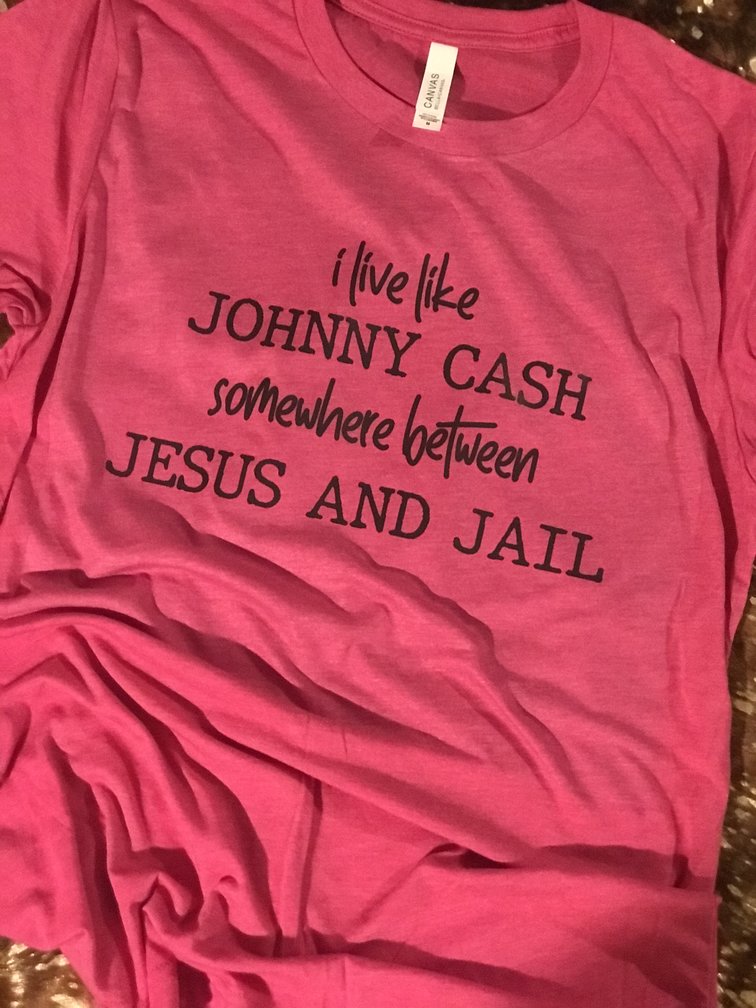 CANVAS
i live like
JOHNNY CASH
somewhere between
JESUS AND JAIL